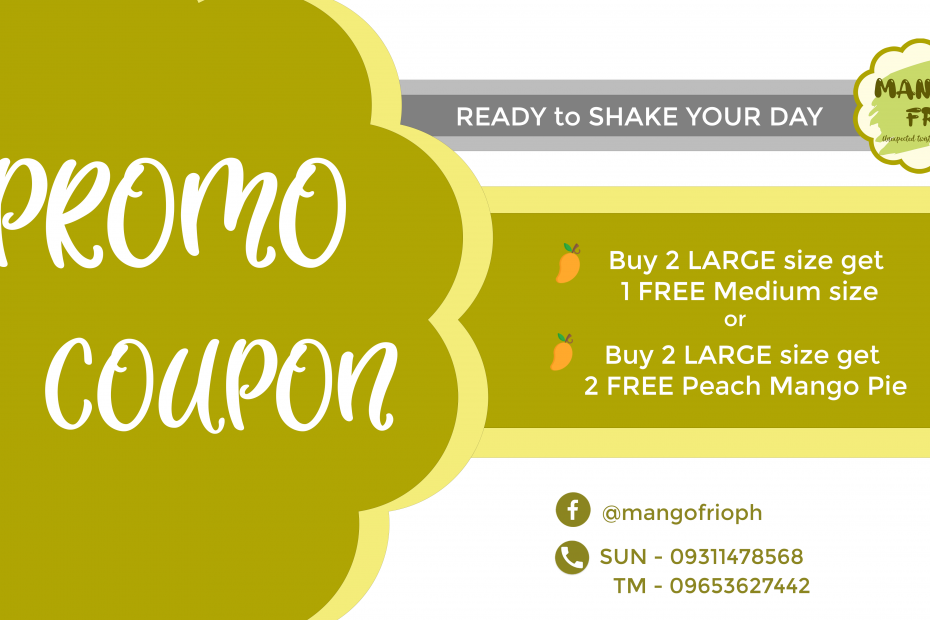 PROMO
COUPON
READY to SHAKE YOUR DAY
Buy 2 LARGE size get
1 FREE Medium size
or
Buy 2 LARGE size get
2 FREE Peach Mango Pie
@mangofrioph
SUN - 09311478568
TM - 09653627442